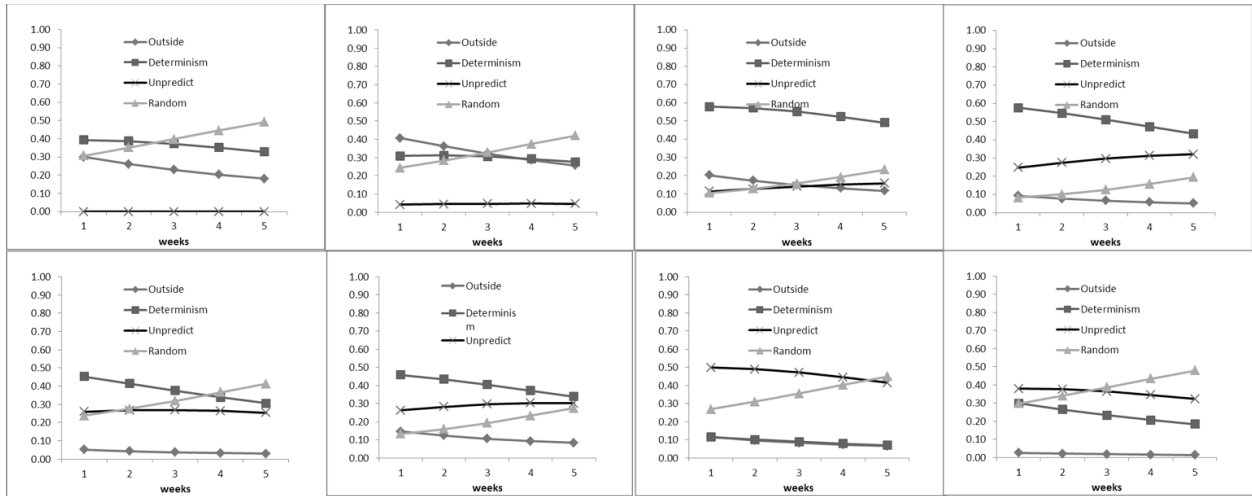 1.00
0.90
0.80
0.70
0.60
0.50
0.40
0.30
0.20
0.10
0.00
Outside
Determinism
Unpredict
Random
1 2 3 4 5
weeks
1.00
0.90
0.80
0.70
0.60
0.50
0.40
0.30
0.20
0.10
0.00
Outside
Determinism
Unpredict
Random
1 2 3 4 5
weeks
1.00
0.90
0.80
0.70
0.60
0.50
0.40
0.30
0.20
0.10
0.00
Outside
Determinism
Unpredict
Random
1 2 3 4 5
weeks
1.00
0.90
0.80
0.70
0.60
0.50
0.40
0.30
0.20
0.10
0.00
Outside
Determinism
Unpredict
Random
1 2 3 4 5
weeks
1.00
0.90
0.80
0.70
0.60
0.50
0.40
0.30
0.20
0.10
0.00
Outside
Determinism
Unpredict
Random
1 2 3 4 5
weeks
1.00
0.90
0.80
0.70
0.60
0.50
0.40
0.30
0.20
0.10
0.00
Outside
Determinis
m
Unpredict
1 2 3 4 5
weeks
1.00
0.90
0.80
0.70
0.60
0.50
0.40
0.30
0.20
0.10
0.00
Outside
Determinism
Unpredict
Random
1 2 3 4 5
weeks
1.00
0.90
0.80
0.70
0.60
0.50
0.40
0.30
0.20
0.10
0.00
Outside
Determinism
Unpredict
Random
1 2 3 4 5
weeks